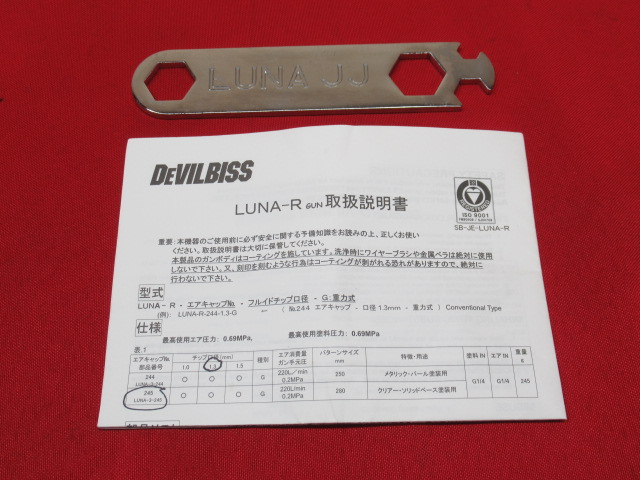 LUNA JJ
DEVILBISS
LUNA-R GUN 取扱説明書
REGISTERED
ISO 9001
SB-JE-LUNA-R
重要:本機器のご使用前に必ず安全に関する予備知識をお読みの上、正しくお使い
ください。取扱説明書は大切に保管してください。
本製品のガンボディはコーティングを施しています。洗浄時にワイヤーブラシや金属ベラは絶対に使用
しないで下さい。又、刻印を刻むような行為はコーティングが剥がれる恐れがありますので、絶対に
行わないで下さい。
型式
LUNA-R - エアキャップ№ - フルイドチップ口径 - G:重力式
(例): LUNA-R-244-1.3-G ← (№244 エアキャップ - 口径1.3mm - 重力式) Conventional Type
仕様
最高使用エア圧力: 0.69MPa 最高使用塗料圧力: 0.69MPa
表.1
エアキャップ№ 部品番号 チップ口径(mm) 1.0 1.3 1.5 種別 エア消費量 ガン手元圧 パターンサイズ mm 特徴・用途 塗料 IN エア IN 重量 g
244 LUNA-J-244 ○ ○ ○ G 220L/min 0.2MPa 250 メタリック・パール塗装用 G1/4 G1/4 245
245 LUNA-J-245 ○ ○ ○ G 220L/min 0.2MPa 280 クリアー・ソリッドベース塗装用